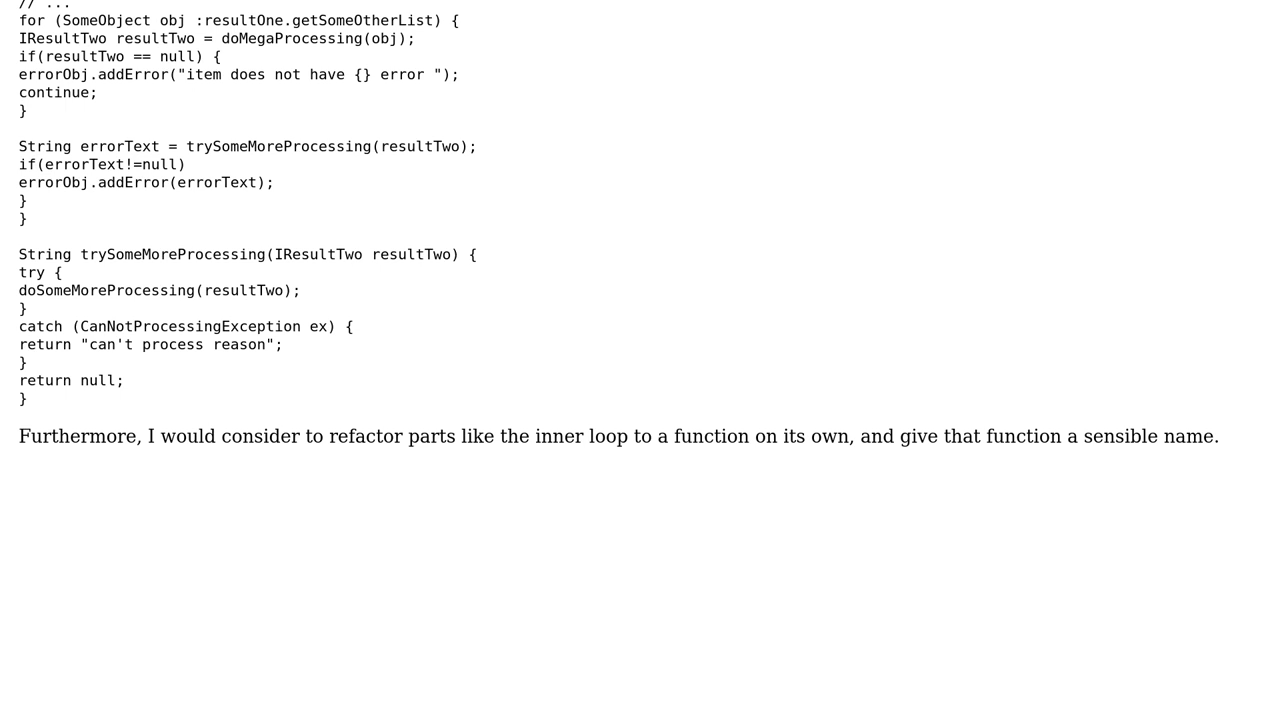 // ...
for (SomeObject obj :resultOne.getSomeOtherList) {
IResultTwo resultTwo = doMegaProcessing(obj);
if(resultTwo == null) {
errorObj.addError("item does not have {} error ");
continue;
}
String errorText = trySomeMoreProcessing(resultTwo);
if(errorText!=null)
errorObj.addError(errorText);
}
}
String trySomeMoreProcessing(IResultTwo resultTwo) {
try {
doSomeMoreProcessing(resultTwo);
}
catch (CanNotProcessingException ex) {
return "can't process reason";
}
return null;
}
Furthermore, I would consider to refactor parts like the inner loop to a function on its own, and give that function a sensible name.